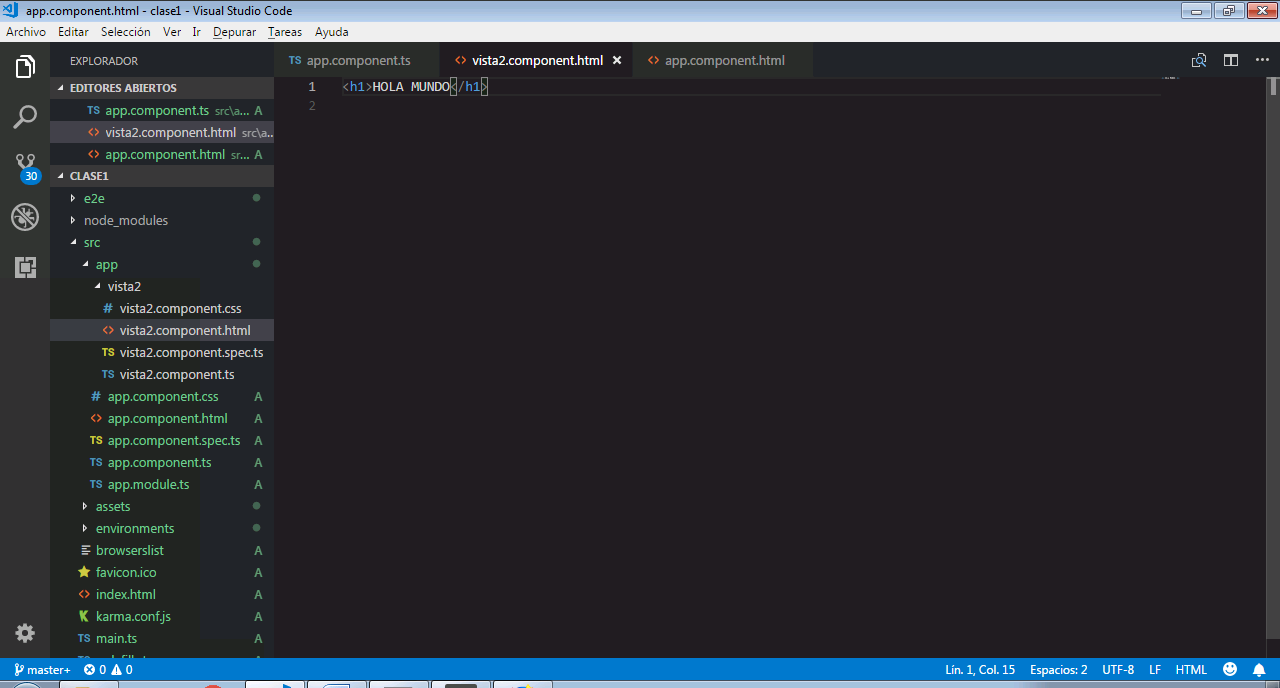 app.component.html - clase1 - Visual Studio Code
Archivo Editar Selección Ver Ir Depurar Tareas Ayuda
EXPLORADOR
EDITORES ABIERTOS
TS app.component.ts src\a... A
<> vista2.component.html src\a...
<> app.component.html sr... A
CLASE1
e2e
node_modules
src
app
vista2
# vista2.component.css
<> vista2.component.html
TS vista2.component.spec.ts
TS vista2.component.ts
# app.component.css A
<> app.component.html A
TS app.component.spec.ts A
TS app.component.ts A
TS app.module.ts A
assets
environments
browserslist A
favicon.ico A
<> index.html A
karma.conf.js A
TS main.ts A
30
TS app.component.ts
<> vista2.component.html ×
<> app.component.html
1 <h1>HOLA MUNDO</h1>
2
master+ 0 0
Lín. 1, Col. 15 Espacios: 2 UTF-8 LF HTML